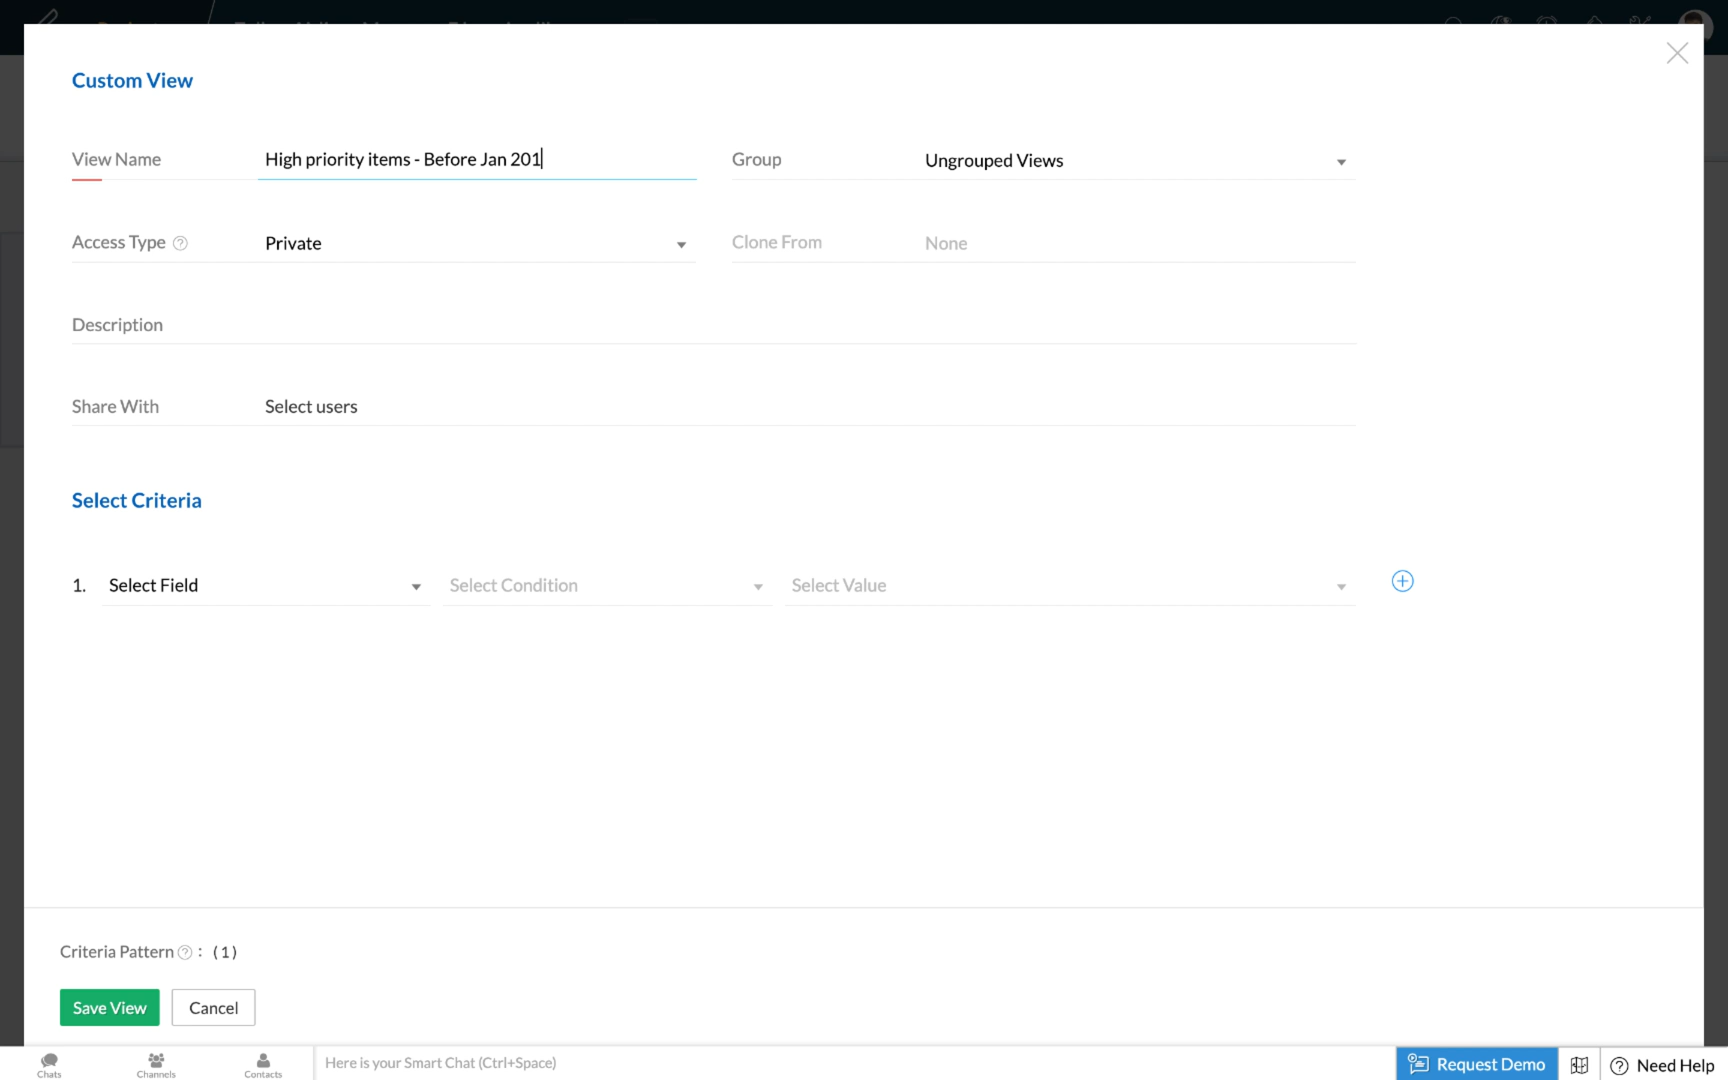 Custom View
View Name High priority items - Before Jan 201 Group Ungrouped Views
Access Type ? Private Clone From None
Description
Share With Select users
Select Criteria
1. Select Field Select Condition Select Value
Criteria Pattern ? : ( 1 )
Save View Cancel
Chats Channels Contacts Here is your Smart Chat (Ctrl+Space) Request Demo ? Need Help